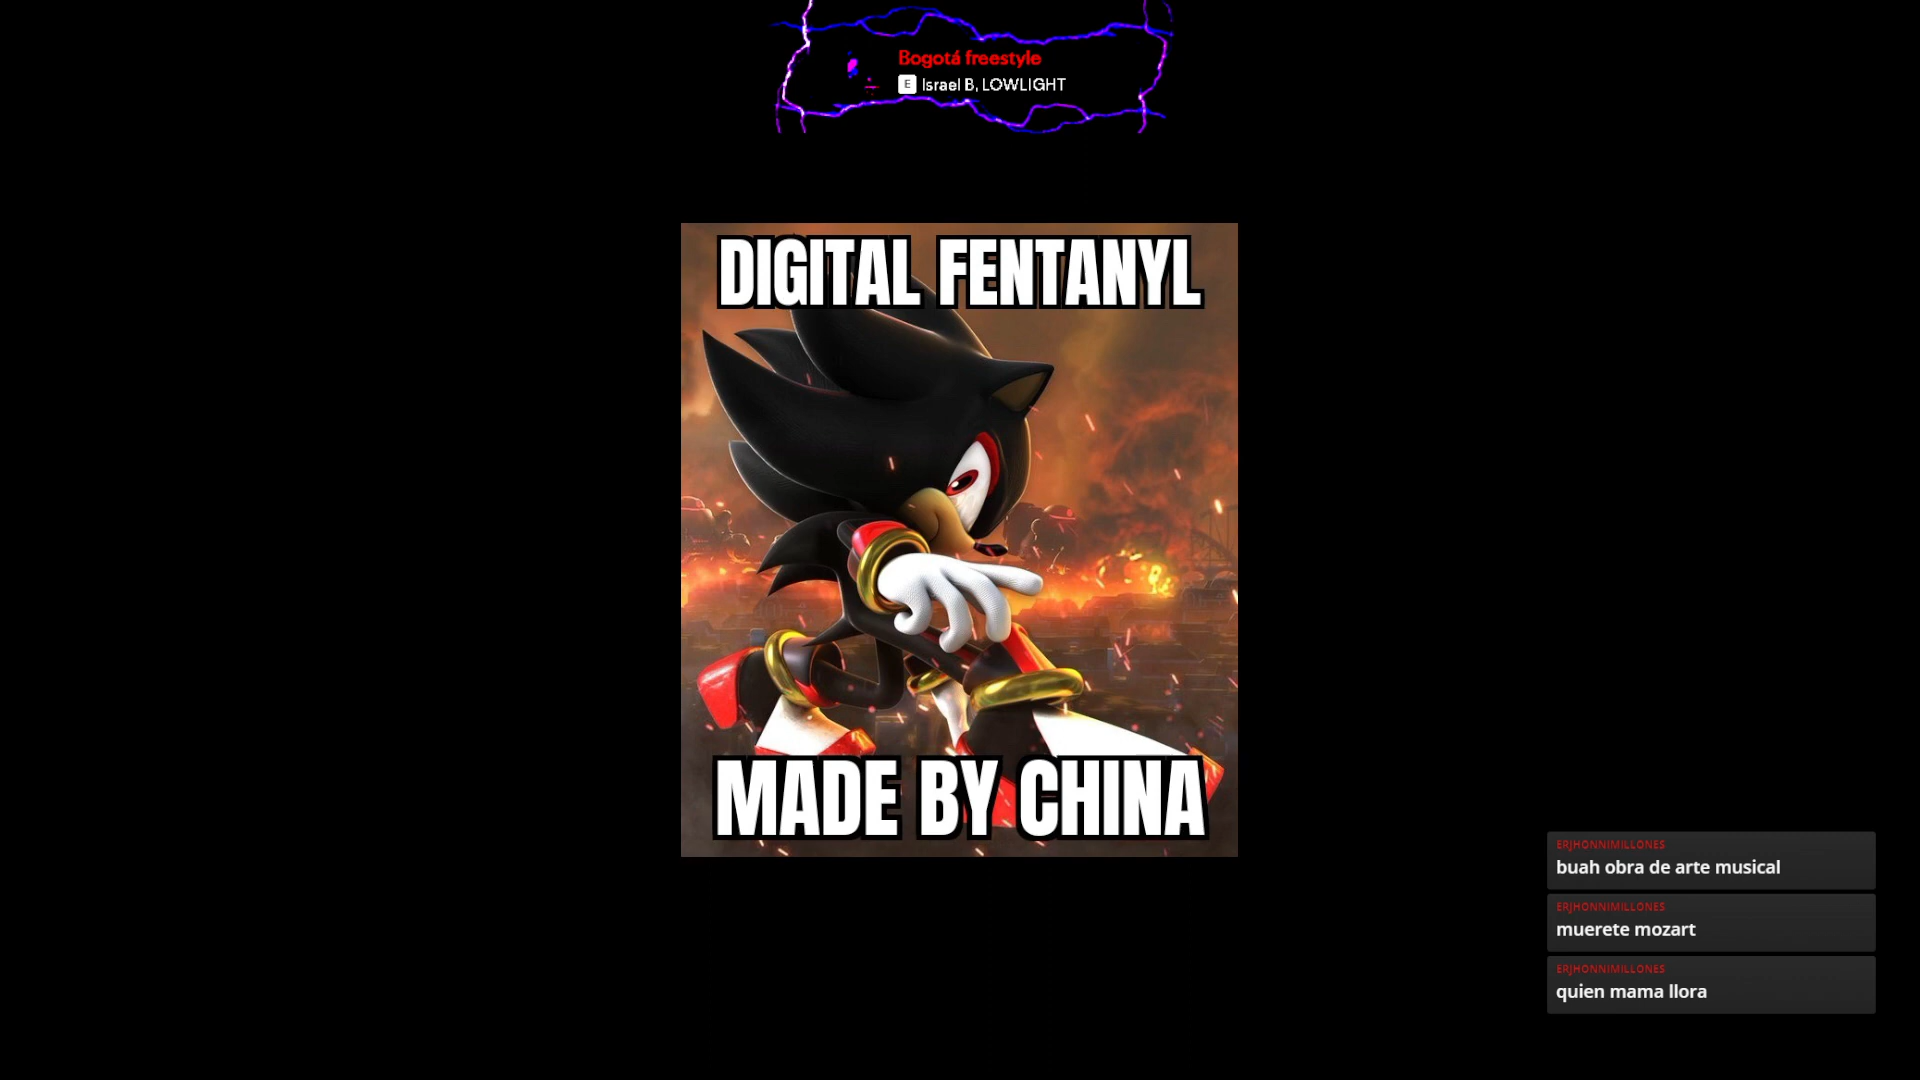 Bogotá freestyle
E Israel B, LOWLIGHT
DIGITAL FENTANYL
MADE BY CHINA
ERJHONNIMILLONES
buah obra de arte musical
ERJHONNIMILLONES
muerete mozart
ERJHONNIMILLONES
quien mama llora